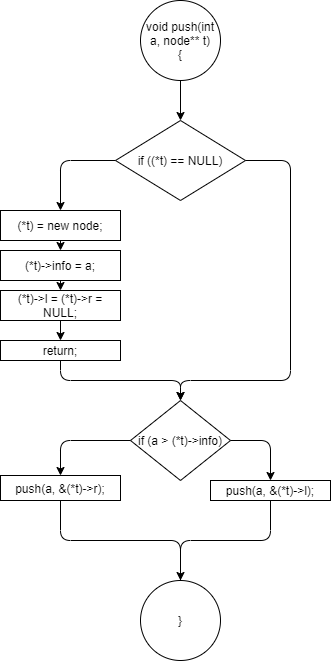 void push(int
a, node** t)
{
if ((*t) == NULL)
(*t) = new node;
(*t)->info = a;
(*t)->l = (*t)->r =
NULL;
return;
if (a > (*t)->info)
push(a, &(*t)->r);
push(a, &(*t)->l);
}